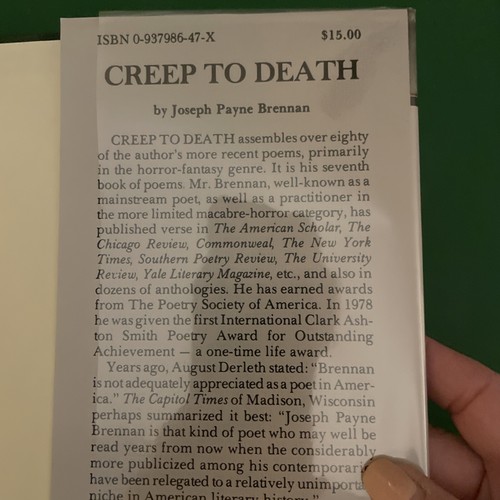 ISBN 0-937986-47-X $15.00
CREEP TO DEATH
by Joseph Payne Brennan
CREEP TO DEATH assembles over eighty
of the author's more recent poems, primarily
in the horror-fantasy genre. It is his seventh
book of poems. Mr. Brennan, well-known as a
mainstream poet, as well as a practitioner in
the more limited macabre-horror category, has
published verse in The American Scholar, The
Chicago Review, Commonweal, The New York
Times, Southern Poetry Review, The University
Review, Yale Literary Magazine, etc., and also in
dozens of anthologies. He has earned awards
from The Poetry Society of America. In 1978
he was given the first International Clark Ash-
ton Smith Poetry Award for Outstanding
Achievement — a one-time life award.
Years ago, August Derleth stated: "Brennan
is not adequately appreciated as a poet in Amer-
ica." The Capitol Times of Madison, Wisconsin
perhaps summarized it best: "Joseph Payne
Brennan is that kind of poet who may well be
read years from now when the considerably
more publicized among his contemporari
have been relegated to a relatively unimporta
niche in American literary history."